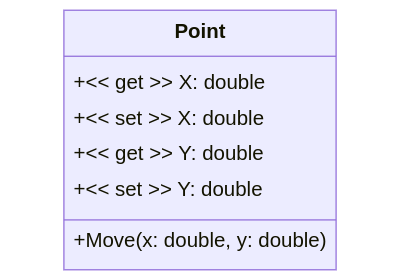 Point
+<< get >> X: double
+<< set >> X: double
+<< get >> Y: double
+<< set >> Y: double
+Move(x: double, y: double)